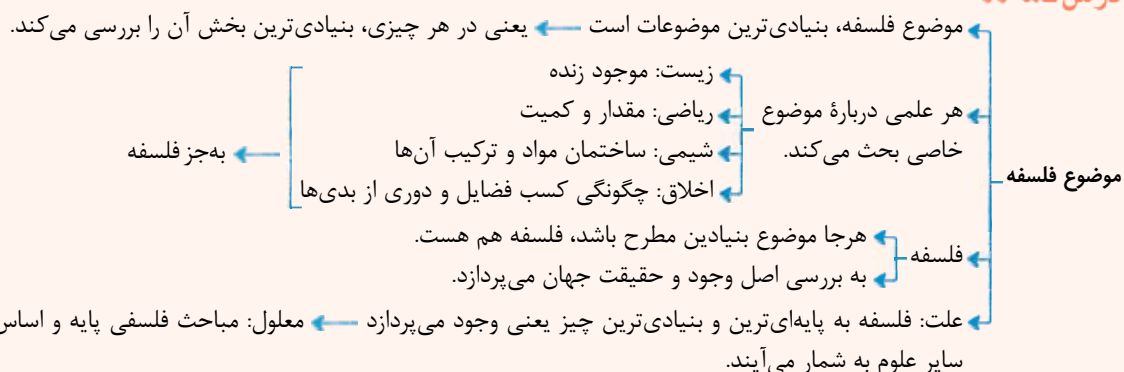 موضوع فلسفه، بنیادی‌ترین موضوعات است ← یعنی در هر چیزی، بنیادی‌ترین بخش آن را بررسی می‌کند.
موضوع فلسفه
هر علمی دربارهٔ موضوع
خاصی بحث می‌کند.
زیست: موجود زنده
ریاضی: مقدار و کمیت
شیمی: ساختمان مواد و ترکیب آن‌ها
اخلاق: چگونگی کسب فضایل و دوری از بدی‌ها
به‌جز فلسفه
فلسفه
هرجا موضوع بنیادین مطرح باشد، فلسفه هم هست.
به بررسی اصل وجود و حقیقت جهان می‌پردازد.
علت: فلسفه به پایه‌ای‌ترین و بنیادی‌ترین چیز یعنی وجود می‌پردازد ← معلول: مباحث فلسفی پایه و اساس
سایر علوم به شمار می‌آیند.